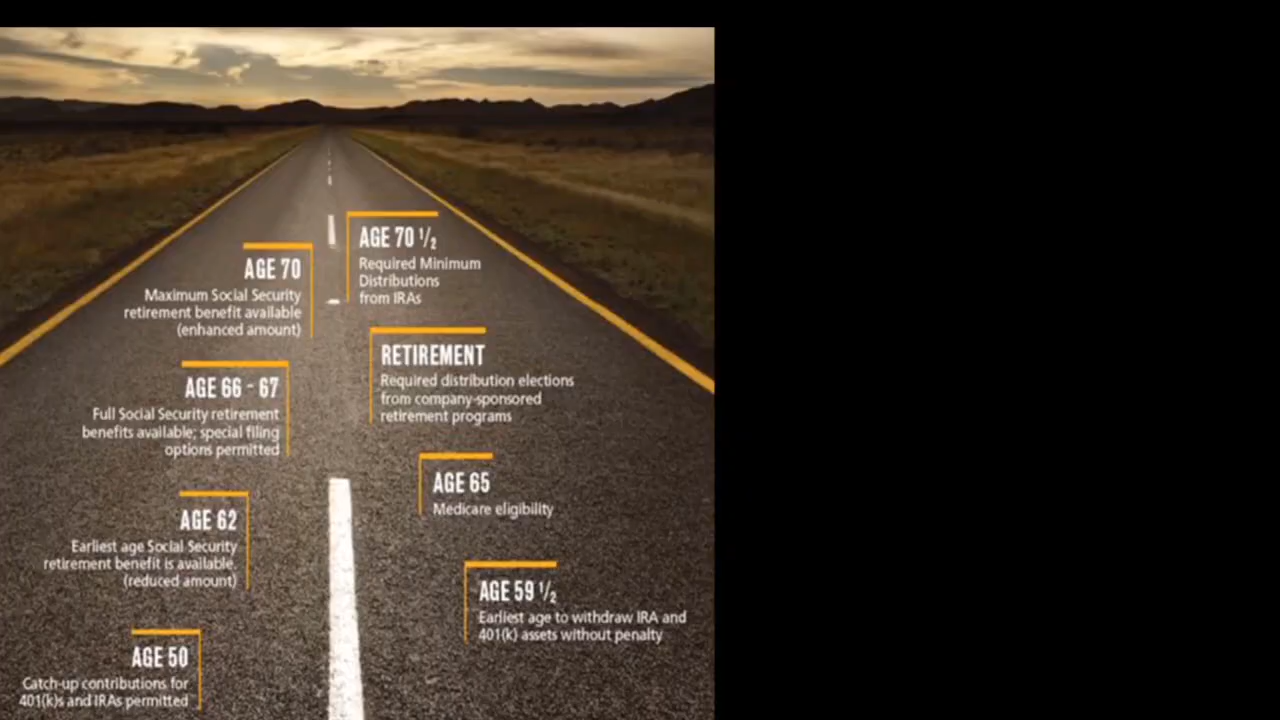 AGE 70 ½
Required Minimum
Distributions
from IRAs
AGE 70
Maximum Social Security
retirement benefit available
(enhanced amount)
RETIREMENT
Required distribution elections
from company-sponsored
retirement programs
AGE 66 - 67
Full Social Security retirement
benefits available; special filing
options permitted
AGE 65
Medicare eligibility
AGE 62
Earliest age Social Security
retirement benefit is available.
(reduced amount)
AGE 59 ½
Earliest age to withdraw IRA and
401(k) assets without penalty
AGE 50
Catch-up contributions for
401(k)s and IRAs permitted